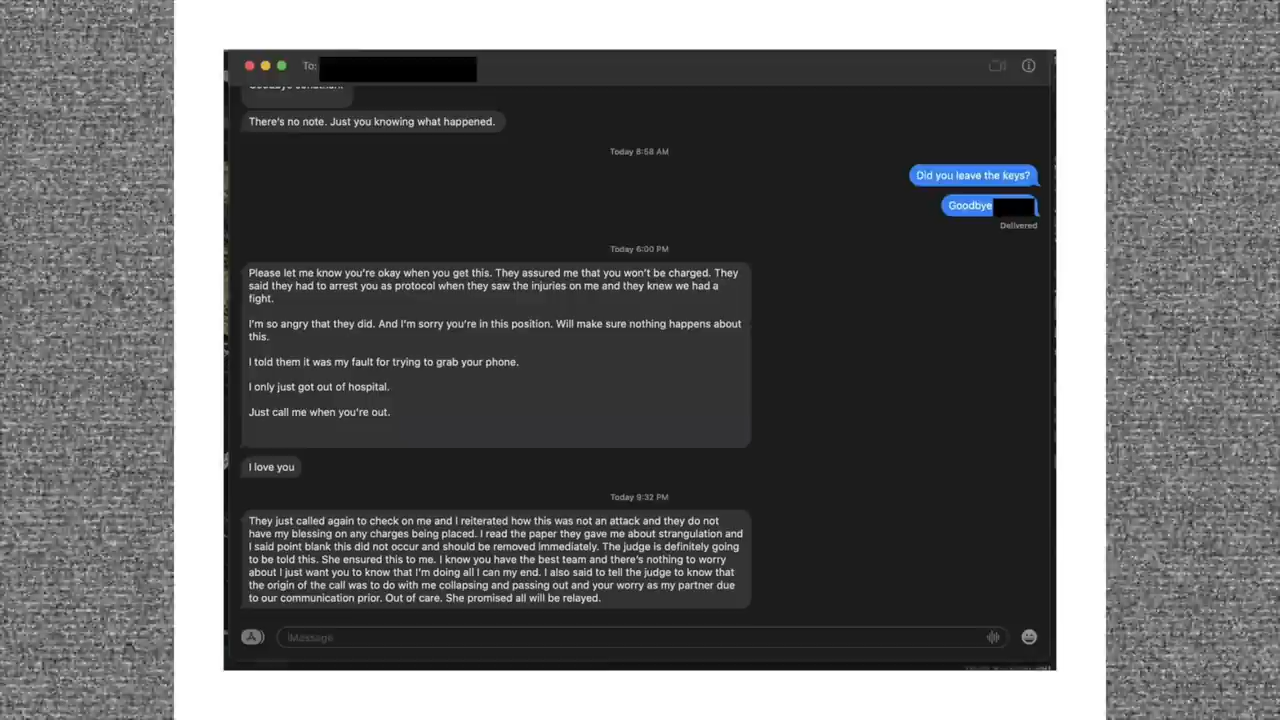 To:
There's no note. Just you knowing what happened.
Today 8:58 AM
Did you leave the keys?
Goodbye
Delivered
Today 6:00 PM
Please let me know you're okay when you get this. They assured me that you won't be charged. They
said they had to arrest you as protocol when they saw the injuries on me and they knew we had a
fight.
I'm so angry that they did. And I'm sorry you're in this position. Will make sure nothing happens about
this.
I told them it was my fault for trying to grab your phone.
I only just got out of hospital.
Just call me when you're out.
I love you
Today 9:32 PM
They just called again to check on me and I reiterated how this was not an attack and they do not
have my blessing on any charges being placed. I read the paper they gave me about strangulation and
I said point blank this did not occur and should be removed immediately. The judge is definitely going
to be told this. She ensured this to me. I know you have the best team and there's nothing to worry
about I just want you to know that I'm doing all I can my end. I also said to tell the judge to know that
the origin of the call was to do with me collapsing and passing out and your worry as my partner due
to our communication prior. Out of care. She promised all will be relayed.
iMessage